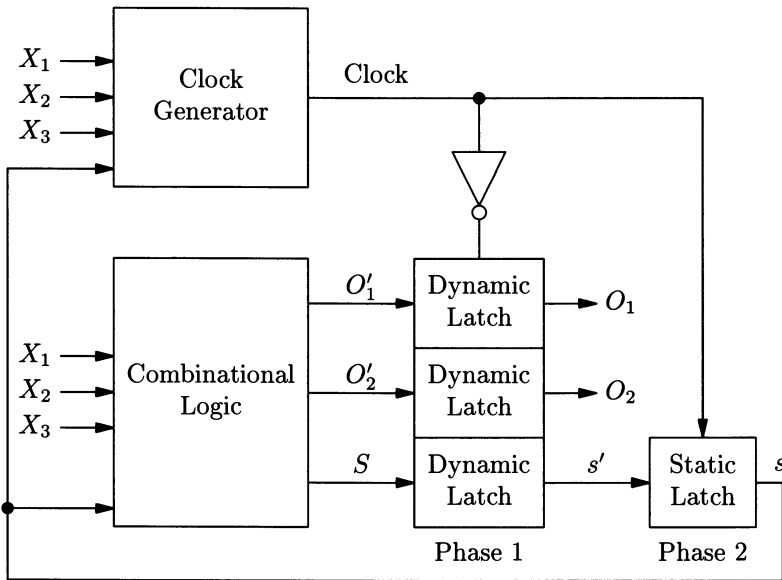 Clock
X₁
Clock
X₂
Generator
X₃
O′₁
Dynamic
Latch
O₁
X₁
X₂
Combinational
Logic
X₃
O′₂
Dynamic
Latch
O₂
S
Dynamic
Latch
s′
Static
Latch
s
Phase 1
Phase 2